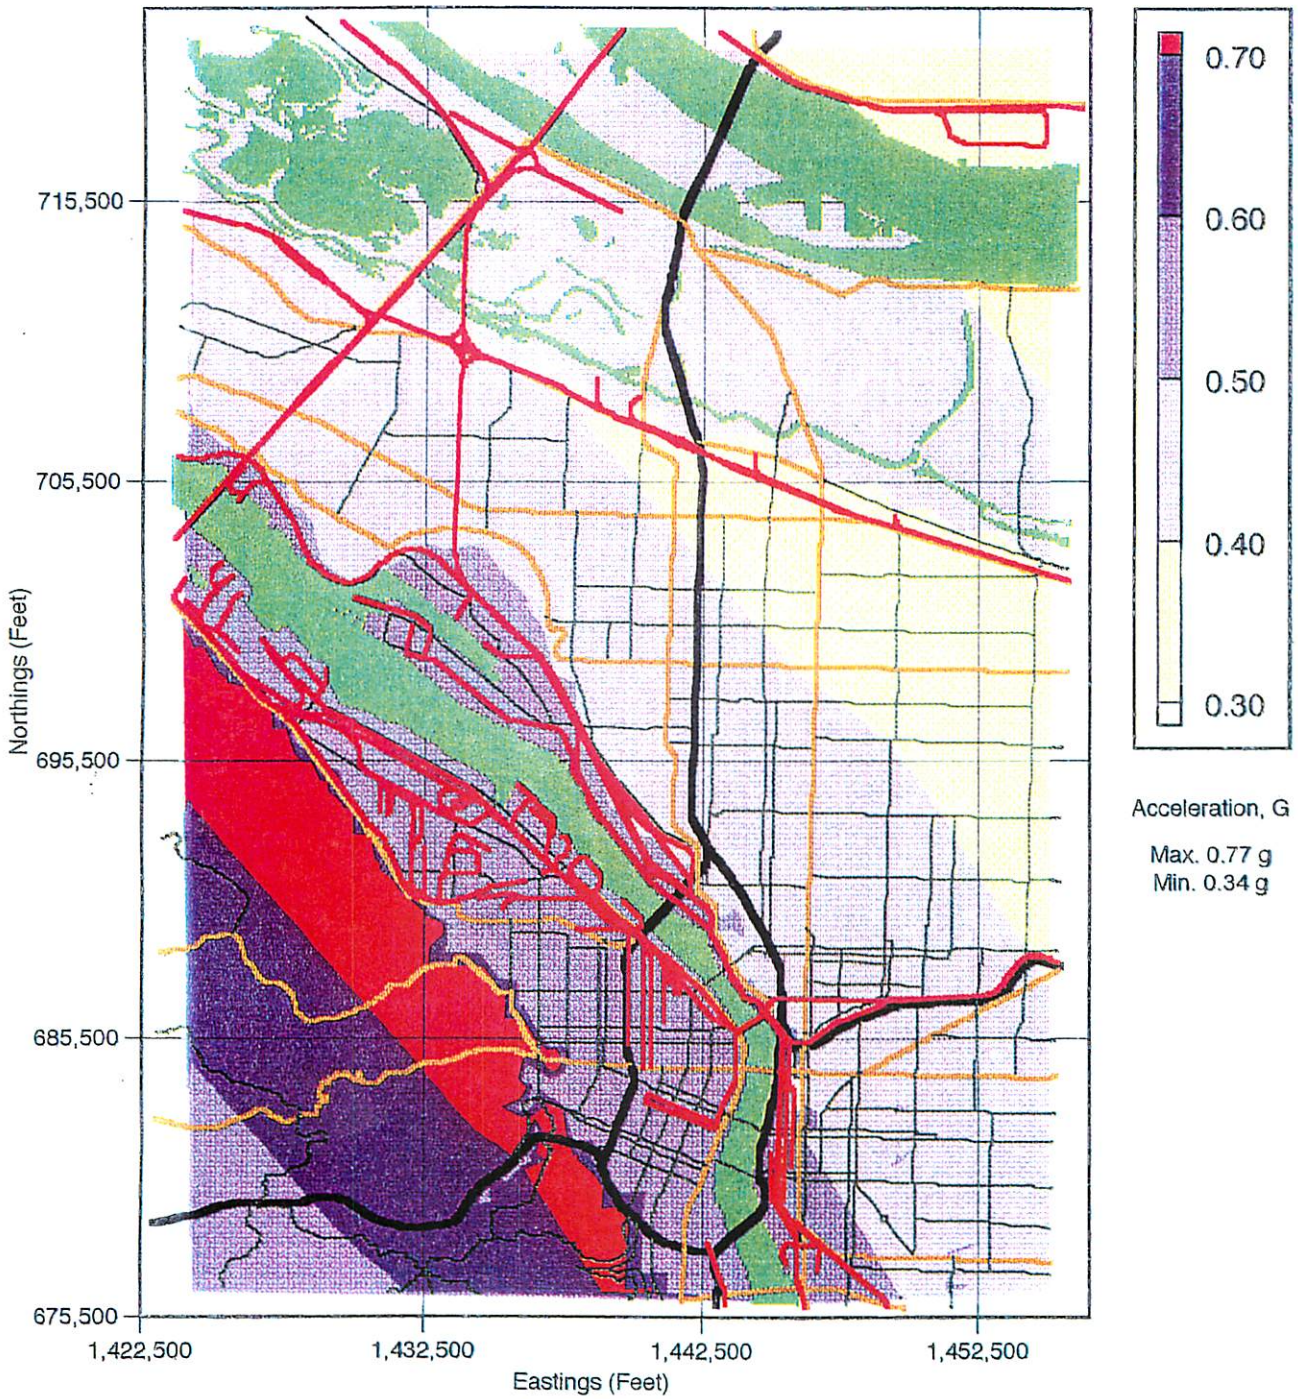 0.70
0.60
0.50
0.40
0.30
Acceleration, G
Max. 0.77 g
Min. 0.34 g
715,500
705,500
695,500
685,500
675,500
Northings (Feet)
1,422,500
1,432,500
1,442,500
1,452,500
Eastings (Feet)